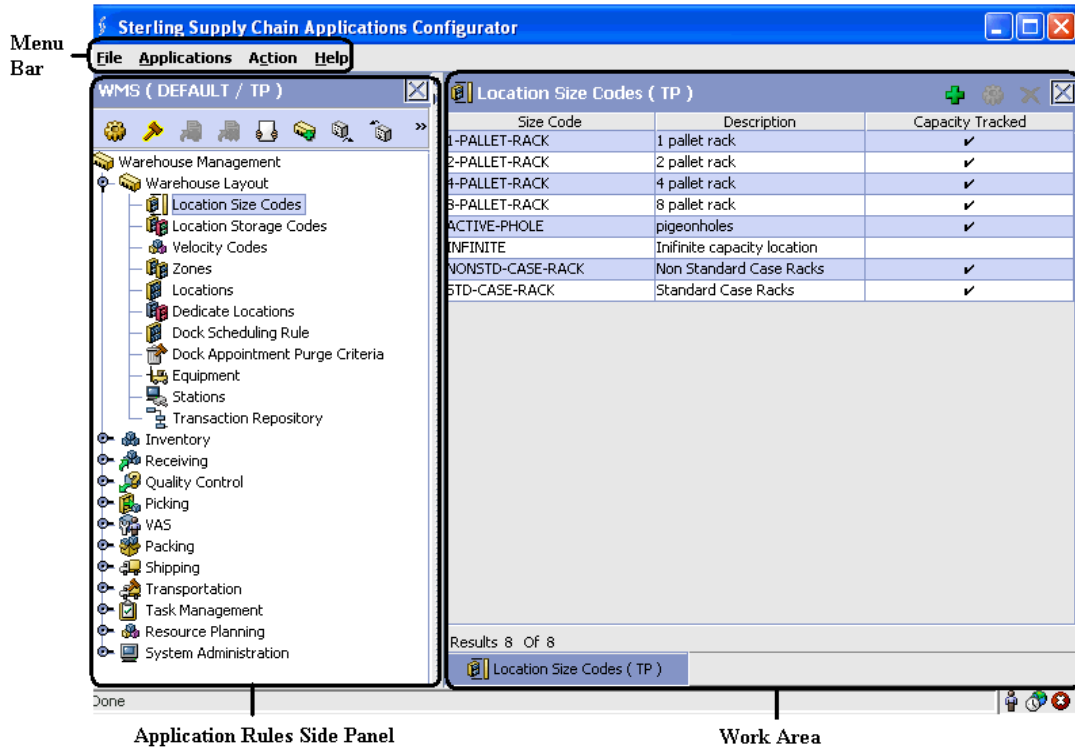 Sterling Supply Chain Applications Configurator
Menu Bar
File Applications Action Help
WMS ( DEFAULT / TP )
»
Warehouse Management
Warehouse Layout
Location Size Codes
Location Storage Codes
Velocity Codes
Zones
Locations
Dedicate Locations
Dock Scheduling Rule
Dock Appointment Purge Criteria
Equipment
Stations
Transaction Repository
Inventory
Receiving
Quality Control
Picking
VAS
Packing
Shipping
Transportation
Task Management
Resource Planning
System Administration
Location Size Codes ( TP )
Size Code Description Capacity Tracked
1-PALLET-RACK 1 pallet rack ✔
2-PALLET-RACK 2 pallet rack ✔
4-PALLET-RACK 4 pallet rack ✔
8-PALLET-RACK 8 pallet rack ✔
ACTIVE-PHOLE pigeonholes ✔
INFINITE Inifinite capacity location
NONSTD-CASE-RACK Non Standard Case Racks ✔
STD-CASE-RACK Standard Case Racks ✔
Results 8 Of 8
Location Size Codes ( TP )
Done
Application Rules Side Panel
Work Area